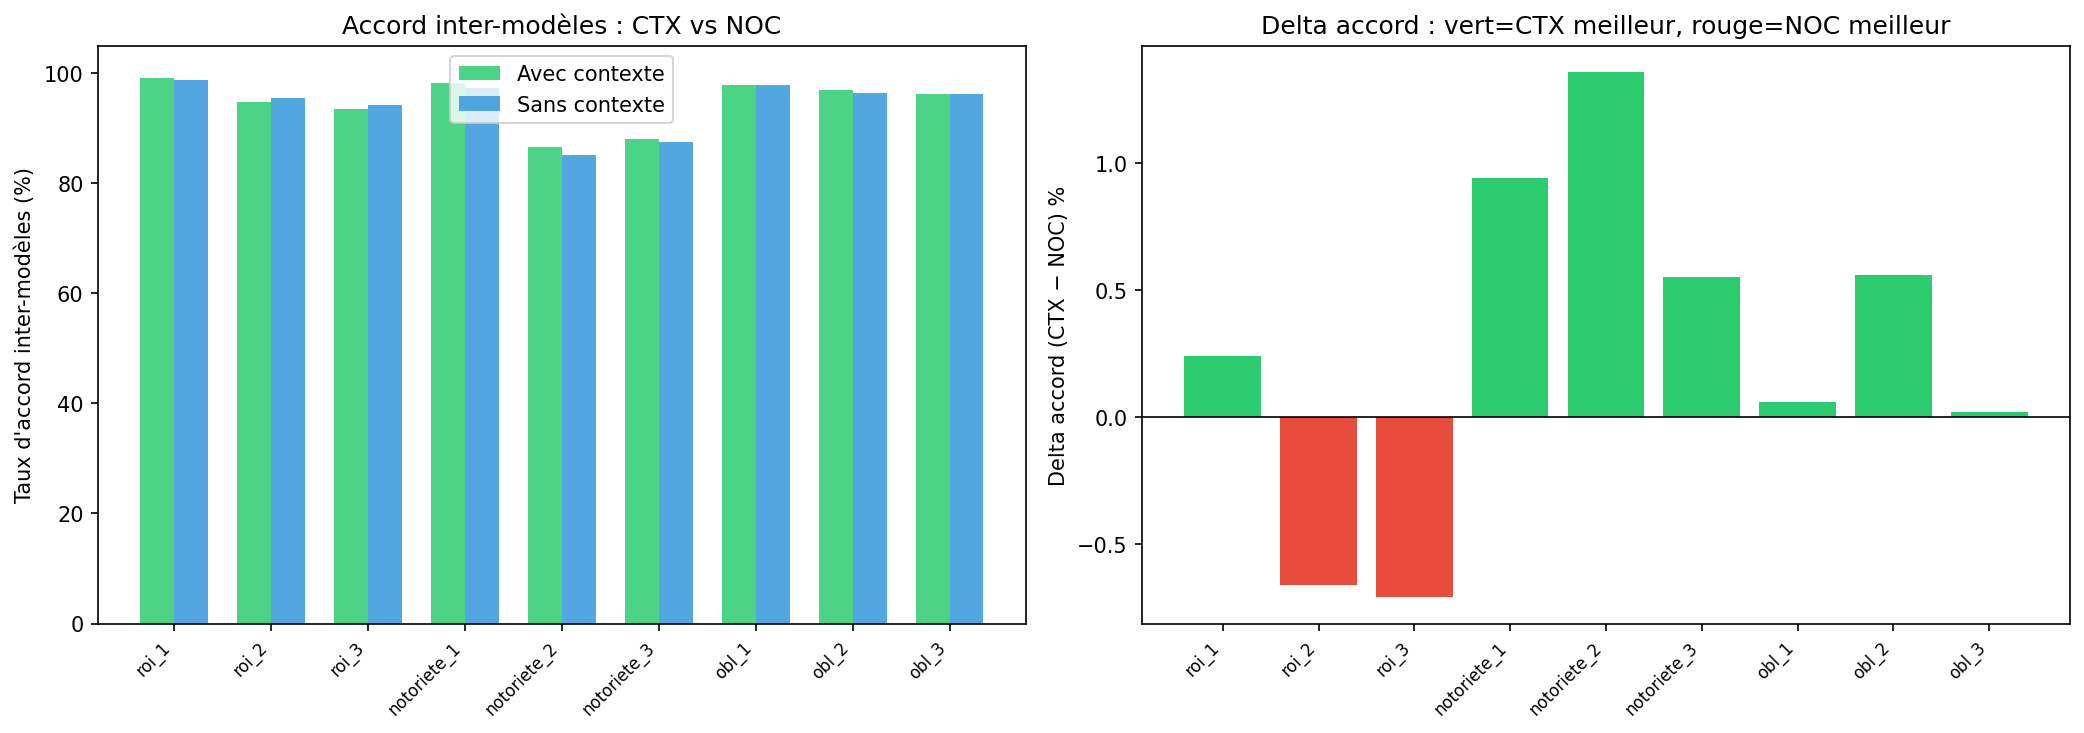 Accord inter-modèles : CTX vs NOC
Avec contexte
Sans contexte
Taux d'accord inter-modèles (%)
100
80
60
40
20
0
roi_1
roi_2
roi_3
notoriete_1
notoriete_2
notoriete_3
obl_1
obl_2
obl_3
Delta accord : vert=CTX meilleur, rouge=NOC meilleur
Delta accord (CTX − NOC) %
1.0
0.5
0.0
−0.5
roi_1
roi_2
roi_3
notoriete_1
notoriete_2
notoriete_3
obl_1
obl_2
obl_3